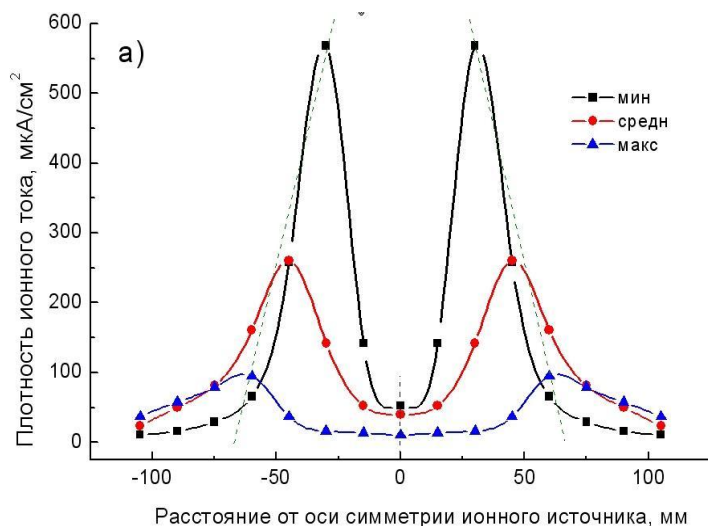 600
а)
500
400
300
200
100
0
мин
средн
макс
Плотность ионного тока, мкА/см²
-100 -50 0 50 100
Расстояние от оси симметрии ионного источника, мм